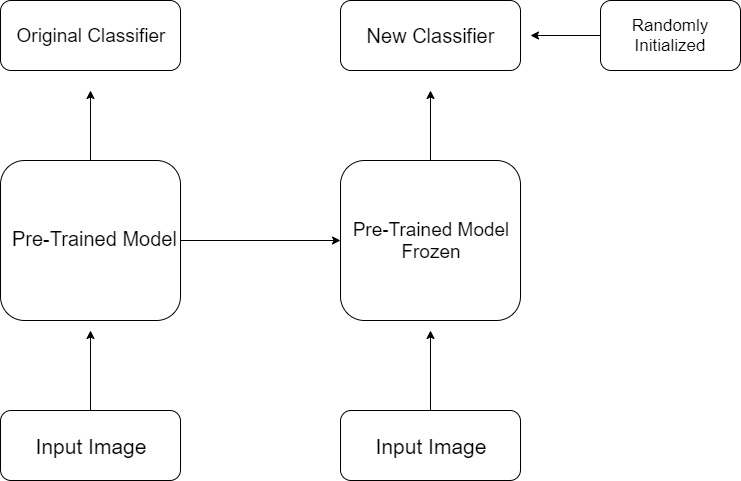 Original Classifier
New Classifier
Randomly
Initialized
Pre-Trained Model
Pre-Trained Model
Frozen
Input Image
Input Image